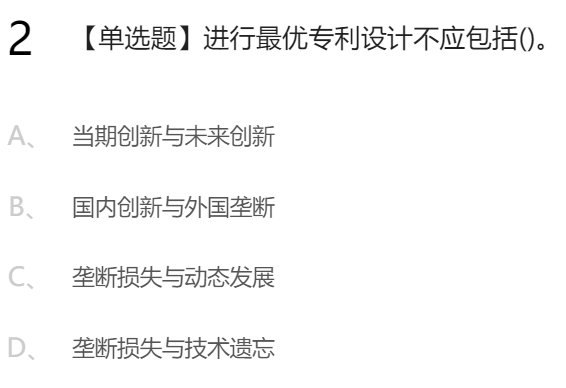 2 【单选题】进行最优专利设计不应包括()。
A、 当期创新与未来创新
B、 国内创新与外国垄断
C、 垄断损失与动态发展
D、 垄断损失与技术遗忘